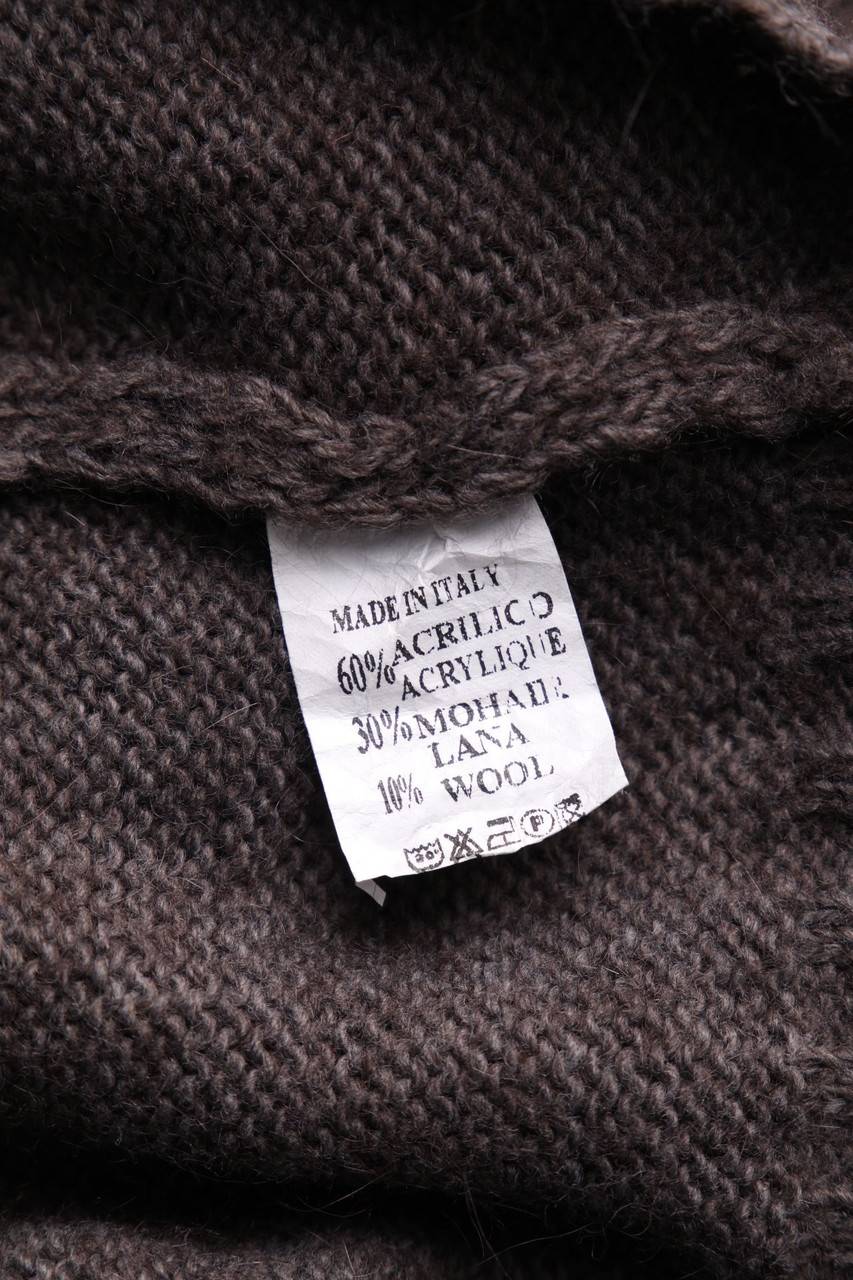 MADE IN ITALY
60% ACRILICO
ACRYLIQUE
30% MOHAIR
LANA
10% WOOL
P